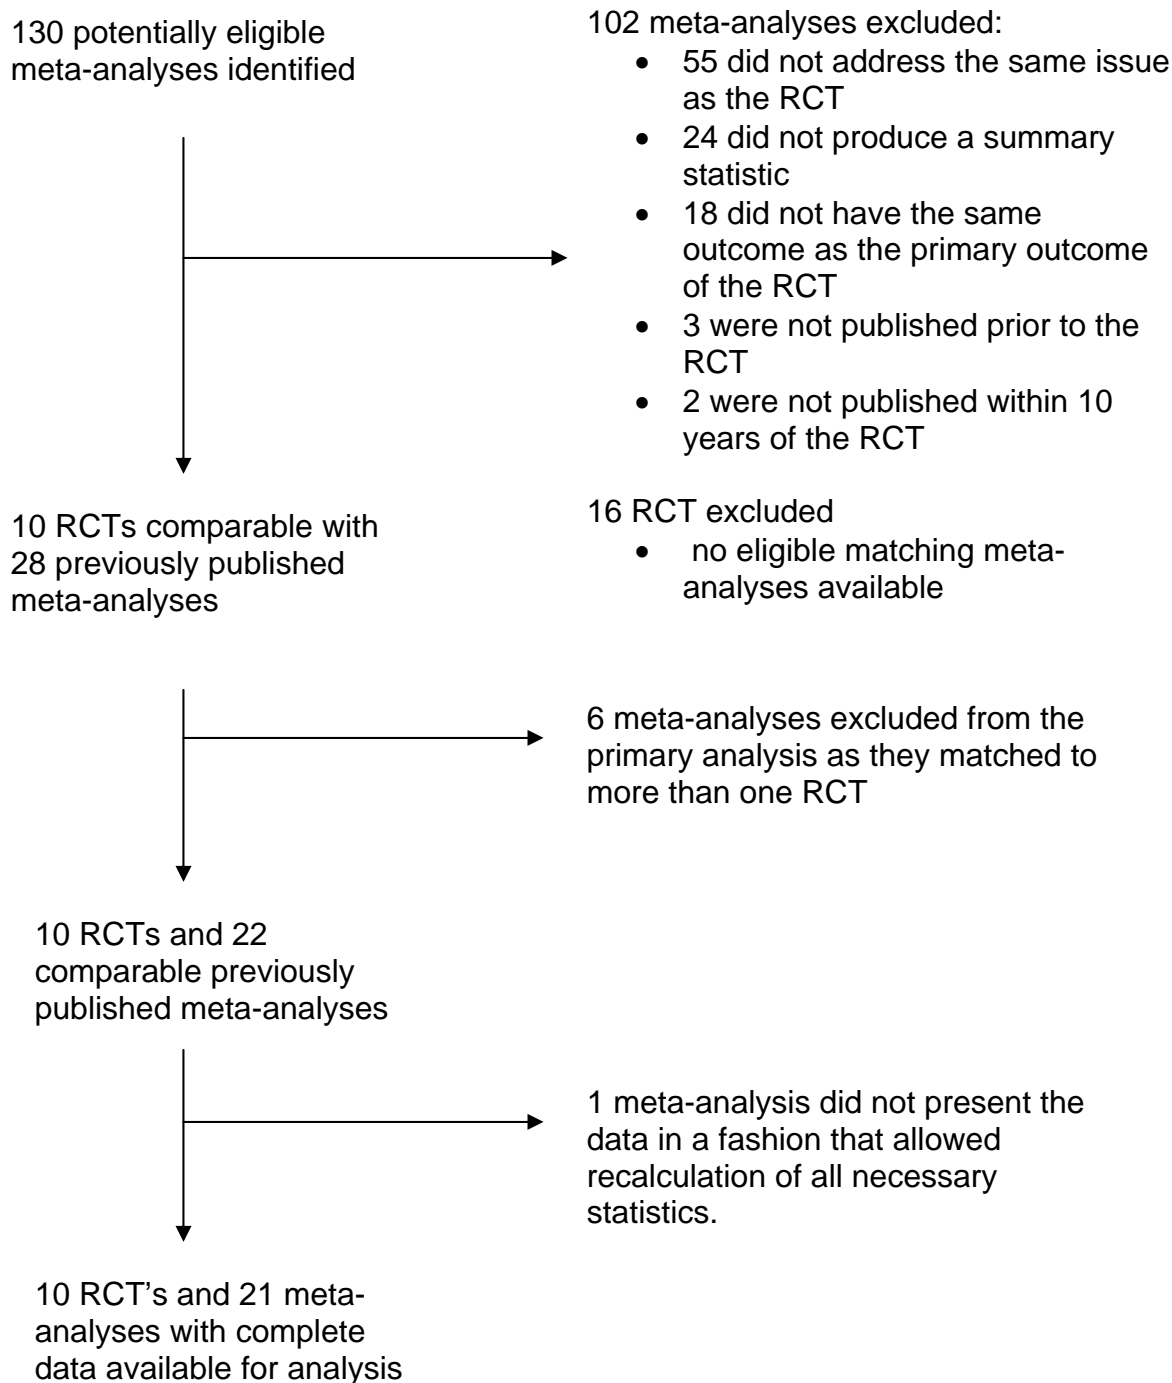 130 potentially eligible
meta-analyses identified
102 meta-analyses excluded:
• 55 did not address the same issue
as the RCT
• 24 did not produce a summary
statistic
• 18 did not have the same
outcome as the primary outcome
of the RCT
• 3 were not published prior to the
RCT
• 2 were not published within 10
years of the RCT
10 RCTs comparable with
28 previously published
meta-analyses
16 RCT excluded
• no eligible matching meta-
analyses available
6 meta-analyses excluded from the
primary analysis as they matched to
more than one RCT
10 RCTs and 22
comparable previously
published meta-analyses
1 meta-analysis did not present the
data in a fashion that allowed
recalculation of all necessary
statistics.
10 RCT’s and 21 meta-
analyses with complete
data available for analysis